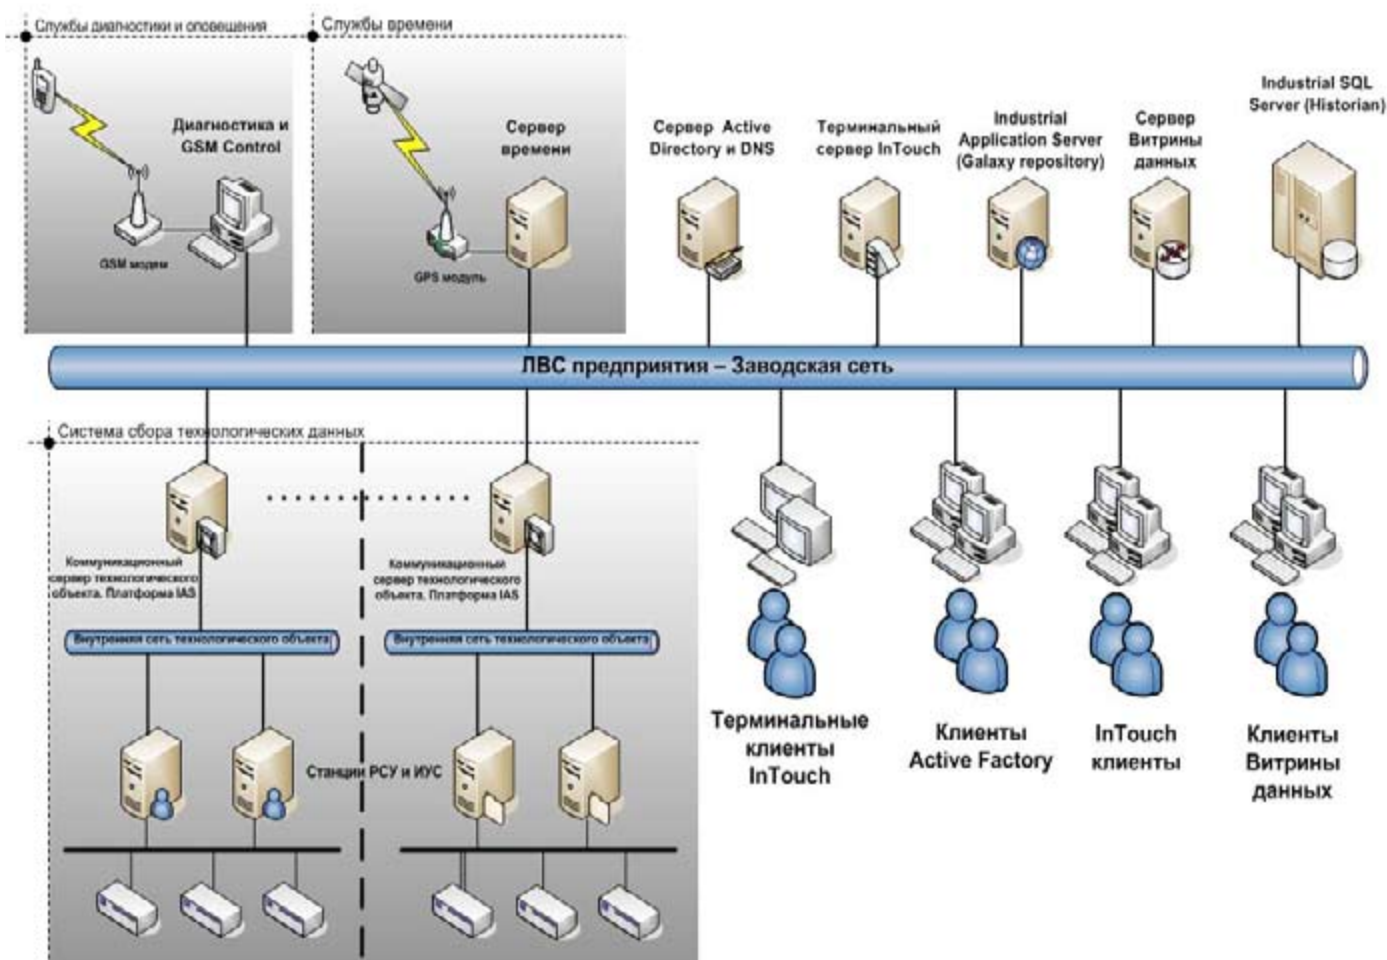 Службы диагностики и оповещения
Службы времени
Диагностика и
GSM Control
GSM модем
Сервер
времени
GPS модуль
Сервер Active
Directory и DNS
Терминальный
сервер InTouch
Industrial
Application Server
(Galaxy repository)
Сервер
Витрины
данных
Industrial SQL
Server (Historian)
ЛВС предприятия – Заводская сеть
Система сбора технологических данных
Коммуникационный
сервер технологического
объекта. Платформа IAS
Коммуникационный
сервер технологического
объекта. Платформа IAS
Внутренняя сеть технологического объекта
Внутренняя сеть технологического объекта
Станции РСУ и ИУС
Терминальные
клиенты
InTouch
Клиенты
Active Factory
InTouch
клиенты
Клиенты
Витрины
данных